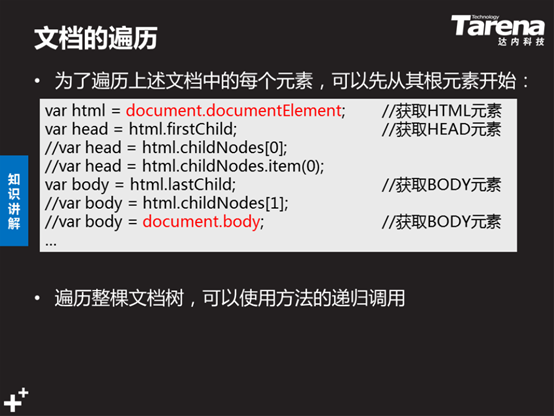 Technology
Tarena
达内科技
文档的遍历
• 为了遍历上述文档中的每个元素，可以先从其根元素开始：
var html = document.documentElement; //获取HTML元素
var head = html.firstChild; //获取HEAD元素
//var head = html.childNodes[0];
//var head = html.childNodes.item(0);
var body = html.lastChild; //获取BODY元素
//var body = html.childNodes[1];
//var body = document.body; //获取BODY元素
...
知识讲解
• 遍历整棵文档树，可以使用方法的递归调用